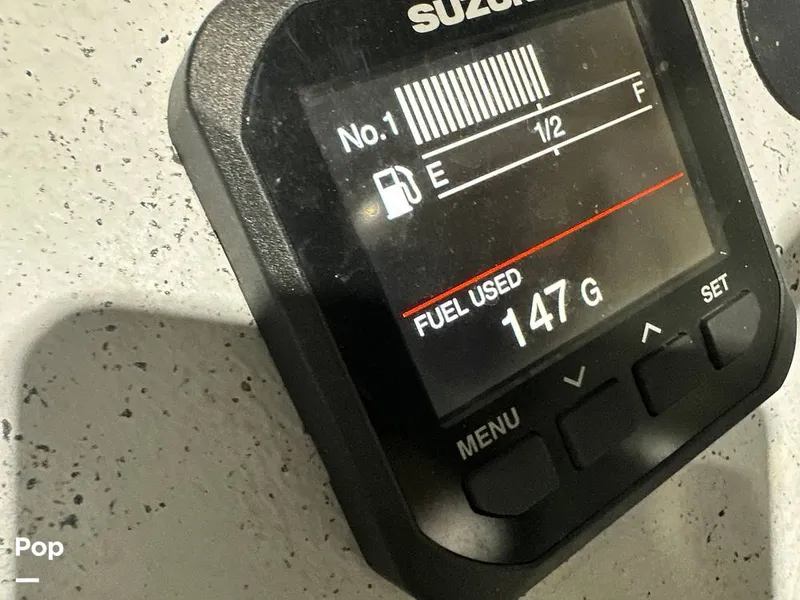 SUZUKI
No.1
E 1/2 F
FUEL USED
147 G
MENU
SET
Pop